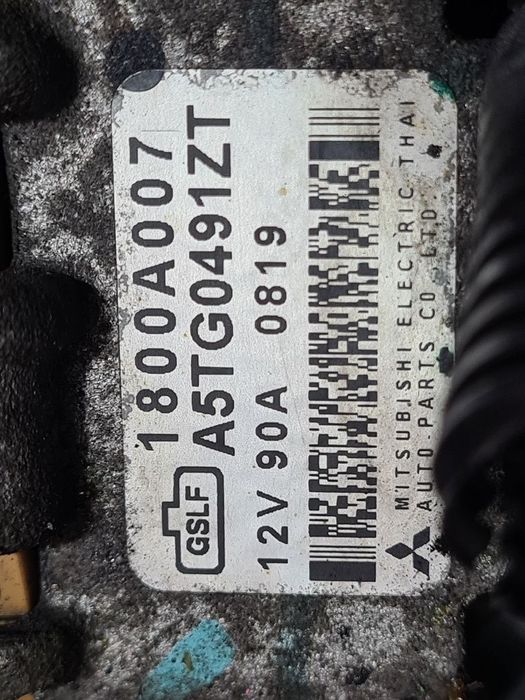 1800A007
A5TG0491ZT
GSLF
12V 90A 0819
MITSUBISHI ELECTRIC THAI
AUTO-PARTS CO., LTD.